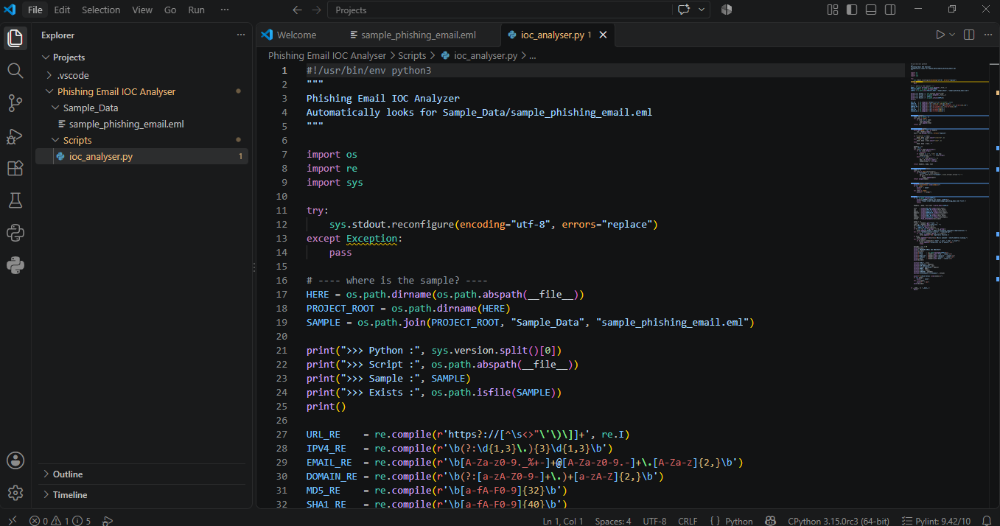 File Edit Selection View Go Run ··· Projects
Explorer ···
Projects
.vscode
Phishing Email IOC Analyser
Sample_Data
sample_phishing_email.eml
Scripts
ioc_analyser.py 1
Outline
Timeline
Welcome sample_phishing_email.eml ioc_analyser.py 1
Phishing Email IOC Analyser > Scripts > ioc_analyser.py > ...
1 #!/usr/bin/env python3
2 """
3 Phishing Email IOC Analyzer
4 Automatically looks for Sample_Data/sample_phishing_email.eml
5 """
6
7 import os
8 import re
9 import sys
10
11 try:
12     sys.stdout.reconfigure(encoding="utf-8", errors="replace")
13 except Exception:
14     pass
15
16 # ---- where is the sample? ----
17 HERE = os.path.dirname(os.path.abspath(__file__))
18 PROJECT_ROOT = os.path.dirname(HERE)
19 SAMPLE = os.path.join(PROJECT_ROOT, "Sample_Data", "sample_phishing_email.eml")
20
21 print(">>> Python :", sys.version.split()[0])
22 print(">>> Script :", os.path.abspath(__file__))
23 print(">>> Sample :", SAMPLE)
24 print(">>> Exists :", os.path.isfile(SAMPLE))
25 print()
26
27 URL_RE    = re.compile(r'https?://[^\s<>"\'\)\]]+', re.I)
28 IPV4_RE   = re.compile(r'\b(?:\d{1,3}\.){3}\d{1,3}\b')
29 EMAIL_RE  = re.compile(r'\b[A-Za-z0-9._%+-]+@[A-Za-z0-9.-]+\.[A-Za-z]{2,}\b')
30 DOMAIN_RE = re.compile(r'\b(?:[a-zA-Z0-9-]+\.)+[a-zA-Z]{2,}\b')
31 MD5_RE    = re.compile(r'\b[a-fA-F0-9]{32}\b')
32 SHA1_RE   = re.compile(r'\b[a-fA-F0-9]{40}\b')
0 1 5 Ln 1, Col 1 Spaces: 4 UTF-8 CRLF { } Python CPython 3.15.0rc3 (64-bit) Pylint: 9.42/10